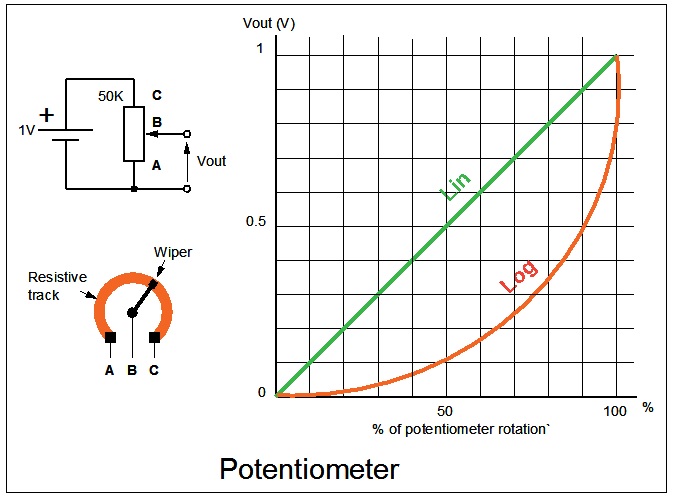 Vout (V)
1
50K
C
B
A
+
1V
Vout
Lin
0.5
Log
Wiper
Resistive
track
A B C
0
50
100 %
% of potentiometer rotation`
Potentiometer